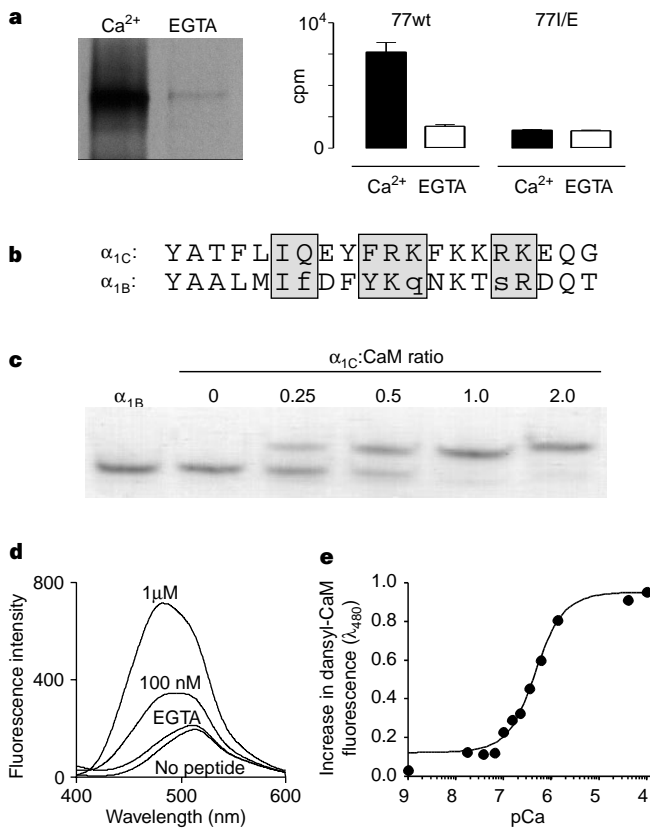 a
Ca2+ EGTA
10^4
cpm
0
77wt 77I/E
Ca2+ EGTA Ca2+ EGTA
b
α1C: YATFLIQEYFRKFKKRKEQG
α1B: YAALMIfDFYKqNKTsRDQT
c
α1C:CaM ratio
α1B 0 0.25 0.5 1.0 2.0
d
Fluorescence intensity
800
400
0
1μM
100 nM
EGTA
No peptide
400 500 600
Wavelength (nm)
e
Increase in dansyl-CaM
fluorescence (λ480)
1.0
0.8
0.6
0.4
0.2
0.0
9 8 7 6 5 4
pCa